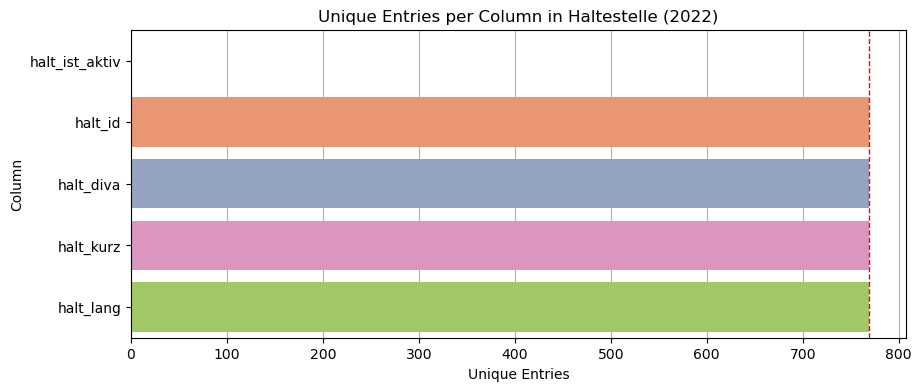 Unique Entries per Column in Haltestelle (2022)
halt_ist_aktiv
halt_id
halt_diva
halt_kurz
halt_lang
Column
0 100 200 300 400 500 600 700 800
Unique Entries